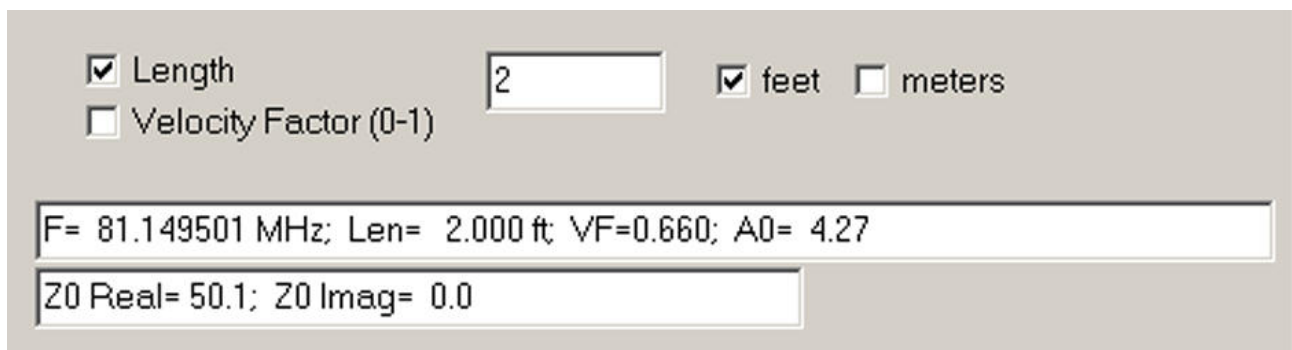 Length 2 feet meters
Velocity Factor (0-1)
F= 81.149501 MHz; Len= 2.000 ft; VF=0.660; A0= 4.27
Z0 Real= 50.1; Z0 Imag= 0.0